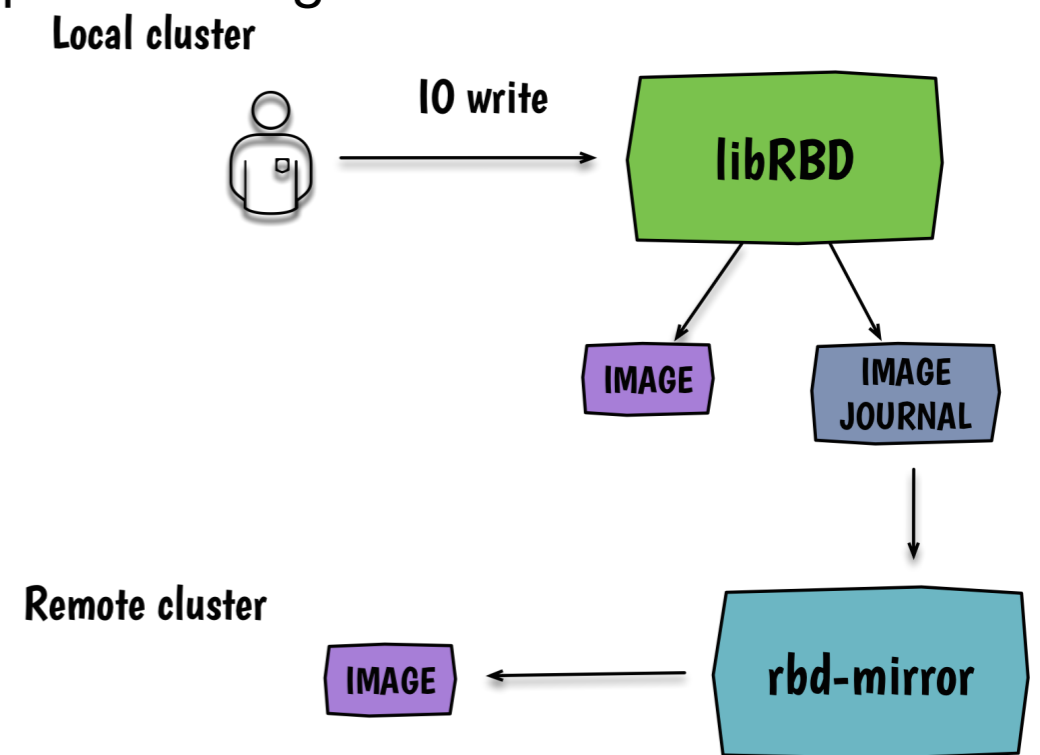 Local cluster
IO write
libRBD
IMAGE
IMAGE
JOURNAL
Remote cluster
IMAGE
rbd-mirror